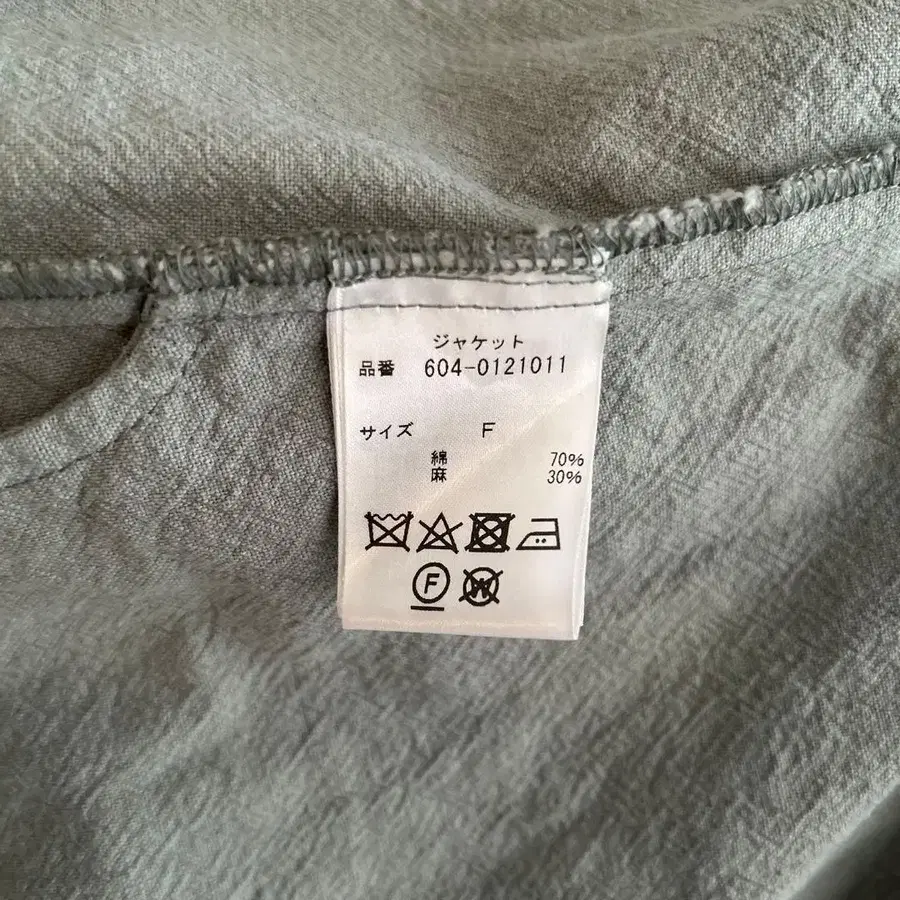 ジャケット
品番 604-0121011
サイズ F
綿 70%
麻 30%
F W